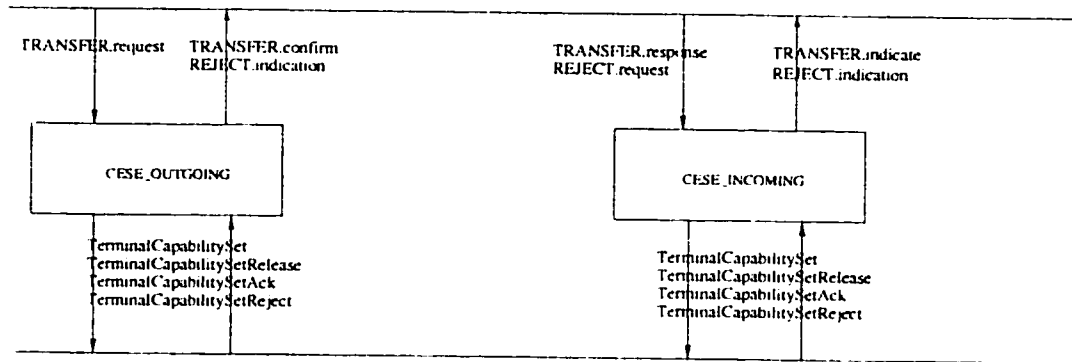 TRANSFER.request
TRANSFER.confirm
REJECT.indication
TRANSFER.response
REJECT.request
TRANSFER.indicate
REJECT.indication
CESE_OUTGOING
CESE_INCOMING
TerminalCapabilitySet
TerminalCapabilitySetRelease
TerminalCapabilitySetAck
TerminalCapabilitySetReject
TerminalCapabilitySet
TerminalCapabilitySetRelease
TerminalCapabilitySetAck
TerminalCapabilitySetReject